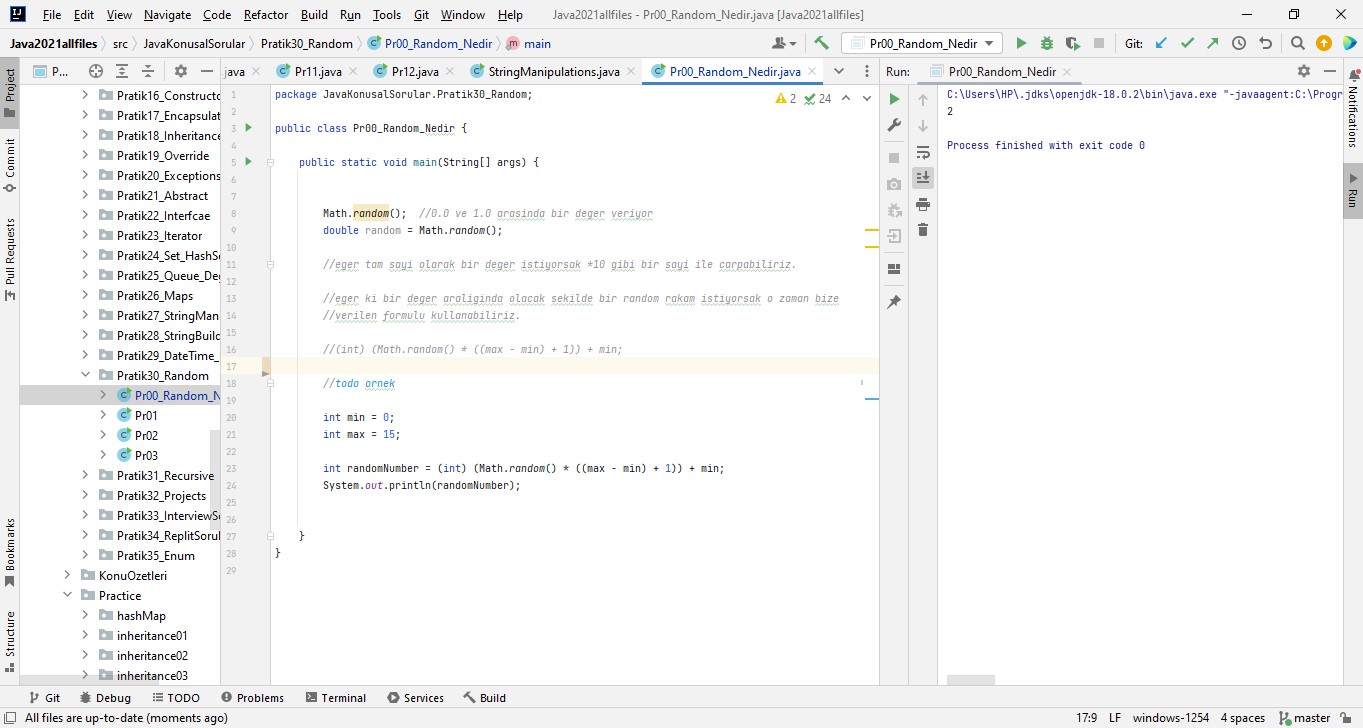 File Edit View Navigate Code Refactor Build Run Tools Git Window Help Java2021allfiles - Pr00_Random_Nedir.java [Java2021allfiles]
Java2021allfiles src JavaKonusalSorular Pratik30_Random Pr00_Random_Nedir main Pr00_Random_Nedir Git:
P... java Pr11.java Pr12.java StringManipulations.java Pr00_Random_Nedir.java Run: Pr00_Random_Nedir
Project
Commit
Pull Requests
Bookmarks
Structure
Pratik16_Constructo
Pratik17_Encapsulat
Pratik18_Inheritance
Pratik19_Override
Pratik20_Exceptions
Pratik21_Abstract
Pratik22_Interfcae
Pratik23_Iterator
Pratik24_Set_HashS
Pratik25_Queue_De
Pratik26_Maps
Pratik27_StringMan
Pratik28_StringBuild
Pratik29_DateTime_
Pratik30_Random
Pr00_Random_N
Pr01
Pr02
Pr03
Pratik31_Recursive
Pratik32_Projects
Pratik33_InterviewS
Pratik34_ReplitSorul
Pratik35_Enum
KonuOzetleri
Practice
hashMap
inheritance01
inheritance02
inheritance03
1 package JavaKonusalSorular.Pratik30_Random;
2 24
2
3 public class Pr00_Random_Nedir {
4
5 public static void main(String[] args) {
6
7
8 Math.random(); //0.0 ve 1.0 arasinda bir deger veriyor
9 double random = Math.random();
10
11 //eger tam sayi olarak bir deger istiyorsak *10 gibi bir sayi ile carpabiliriz.
12
13 //eger ki bir deger araliginda olacak sekilde bir random rakam istiyorsak o zaman bize
14 //verilen formulu kullanabiliriz.
15
16 //(int) (Math.random() * ((max - min) + 1)) + min;
17
18 //todo ornek
19
20 int min = 0;
21 int max = 15;
22
23 int randomNumber = (int) (Math.random() * ((max - min) + 1)) + min;
24 System.out.println(randomNumber);
25
26
27 }
28 }
29
C:\Users\HP\.jdks\openjdk-18.0.2\bin\java.exe "-javaagent:C:\Progr
2
Process finished with exit code 0
Notifications
Run
Git Debug TODO Problems Terminal Services Build
All files are up-to-date (moments ago) 17:9 LF windows-1254 4 spaces master